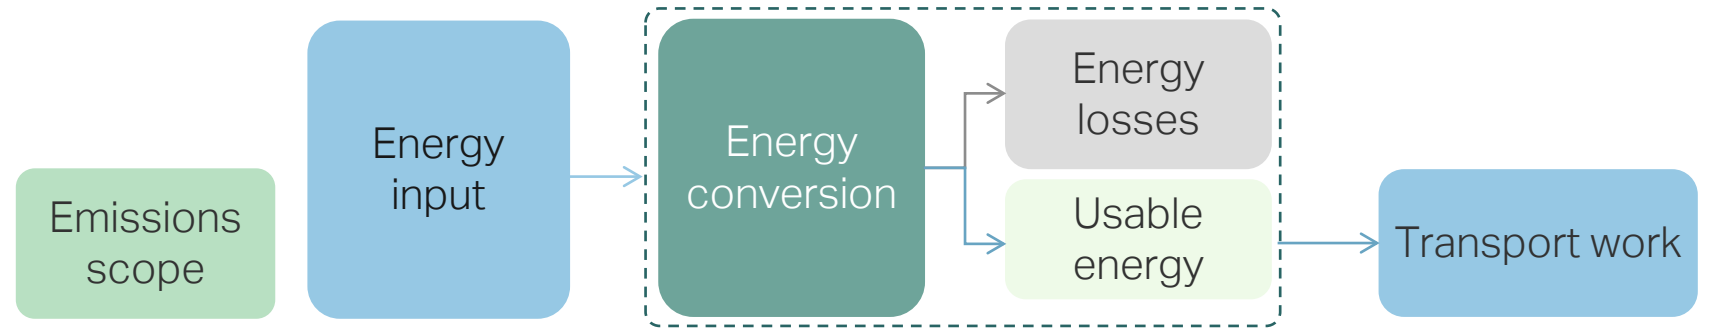 Emissions
scope
Energy
input
Energy
conversion
Energy
losses
Usable
energy
Transport work